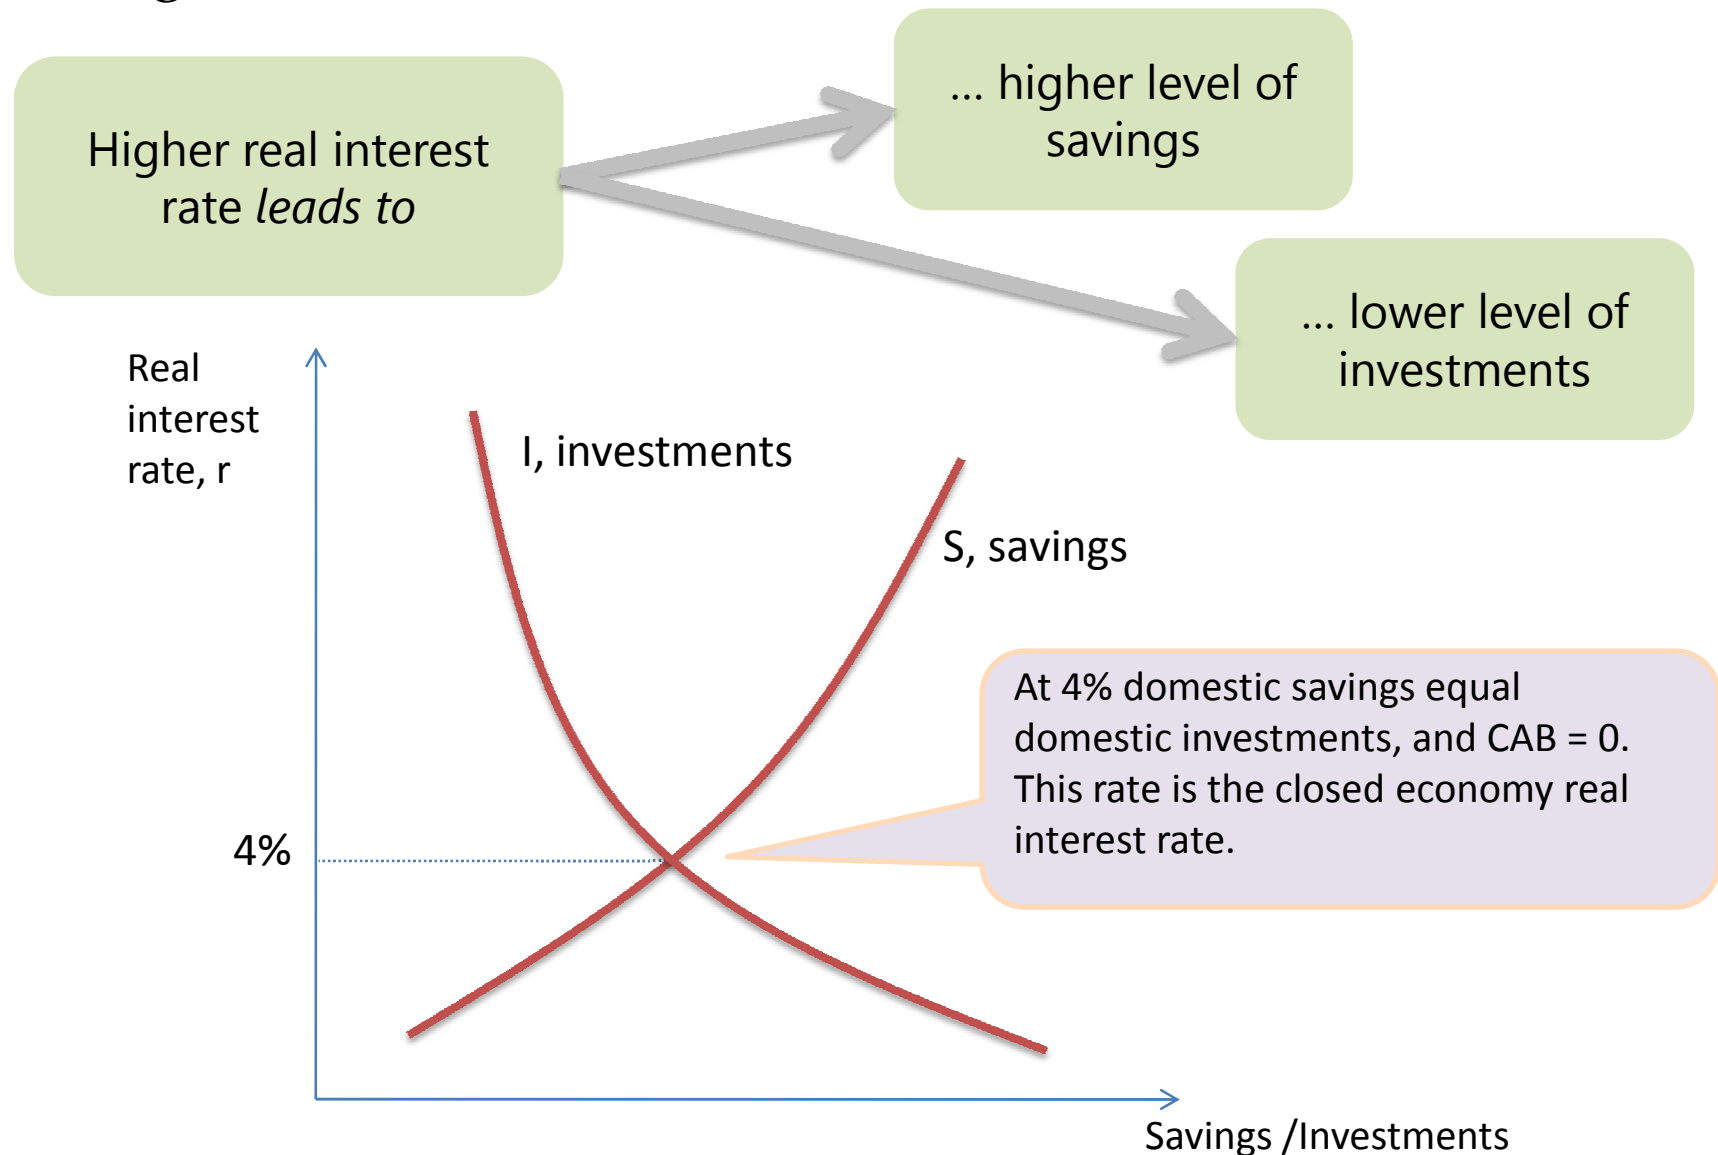 Higher real interest
rate leads to
... higher level of
savings
... lower level of
investments
Real
interest
rate, r
I, investments
S, savings
At 4% domestic savings equal
domestic investments, and CAB = 0.
This rate is the closed economy real
interest rate.
4%
Savings /Investments